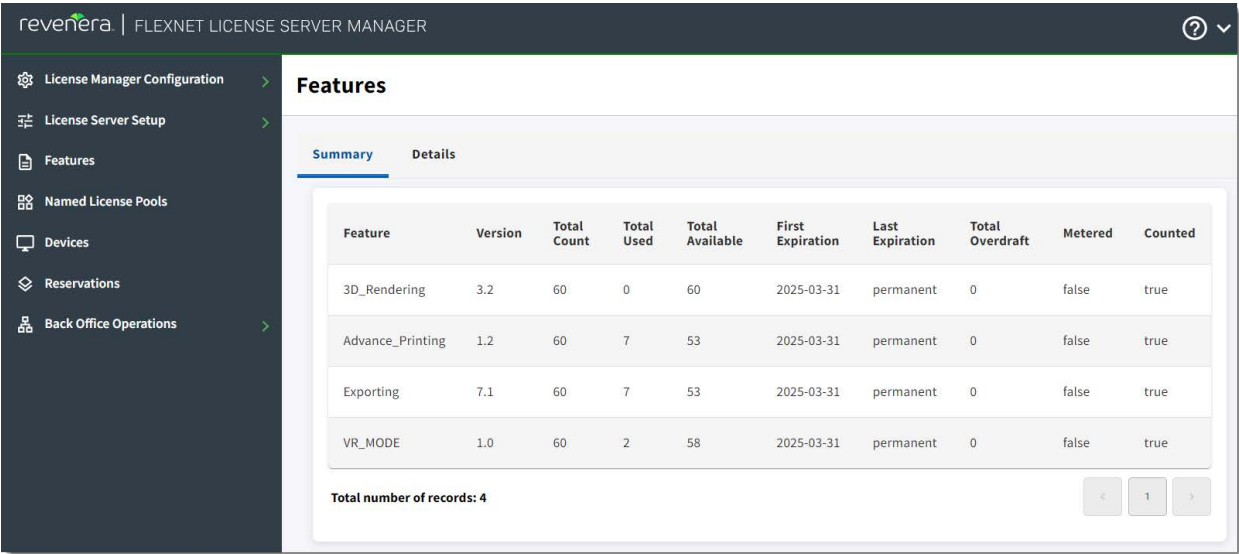 revenera. | FLEXNET LICENSE SERVER MANAGER
License Manager Configuration
License Server Setup
Features
Named License Pools
Devices
Reservations
Back Office Operations
Features
Summary Details
Feature Version Total Count Total Used Total Available First Expiration Last Expiration Total Overdraft Metered Counted
3D_Rendering 3.2 60 0 60 2025-03-31 permanent 0 false true
Advance_Printing 1.2 60 7 53 2025-03-31 permanent 0 false true
Exporting 7.1 60 7 53 2025-03-31 permanent 0 false true
VR_MODE 1.0 60 2 58 2025-03-31 permanent 0 false true
Total number of records: 4
< 1 >